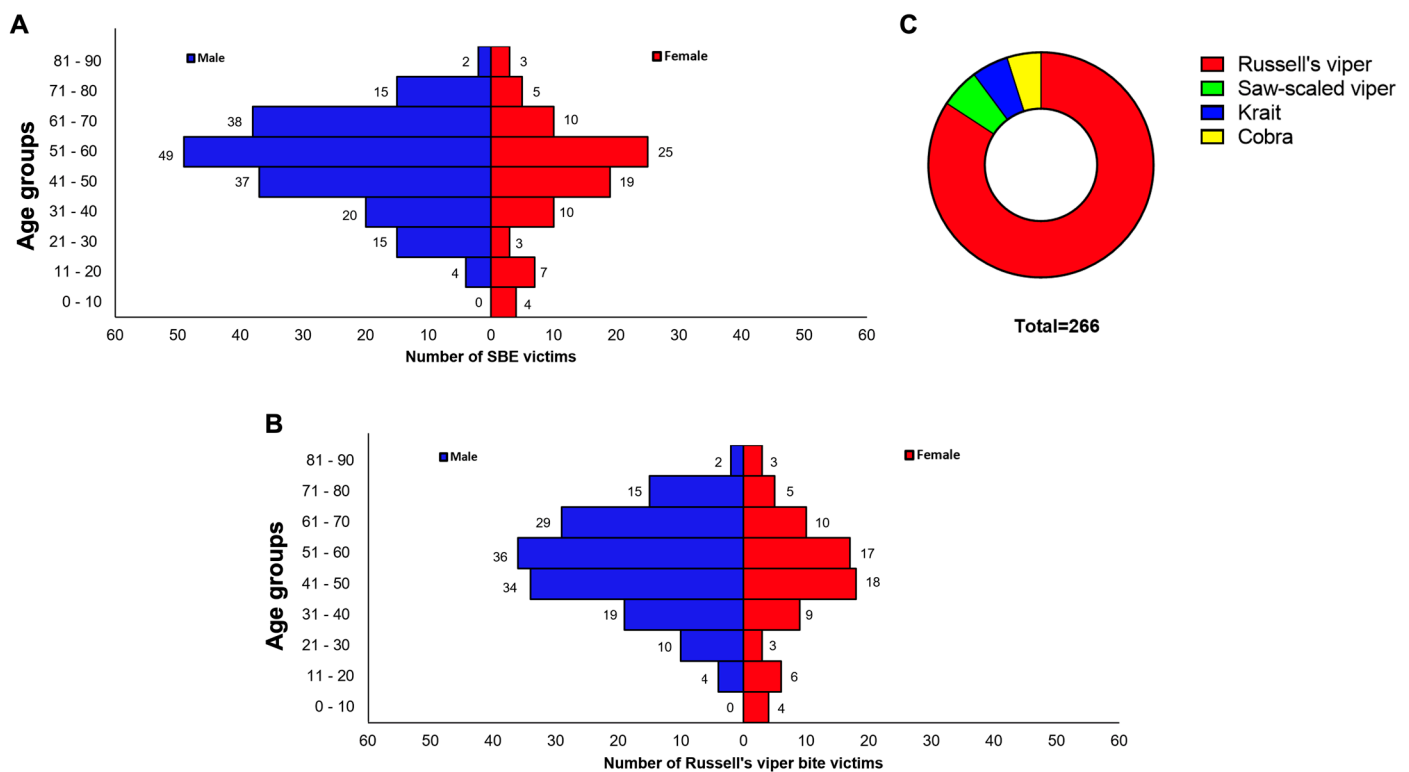 A
Male
Female
Age groups
81 - 90 2 3
71 - 80 15 5
61 - 70 38 10
51 - 60 49 25
41 - 50 37 19
31 - 40 20 10
21 - 30 15 3
11 - 20 4 7
0 - 10 0 4
60 50 40 30 20 10 0 10 20 30 40 50 60
Number of SBE victims
C
Russell's viper
Saw-scaled viper
Krait
Cobra
Total=266
B
Male
Female
Age groups
81 - 90 2 3
71 - 80 15 5
61 - 70 29 10
51 - 60 36 17
41 - 50 34 18
31 - 40 19 9
21 - 30 10 3
11 - 20 4 6
0 - 10 0 4
60 50 40 30 20 10 0 10 20 30 40 50 60
Number of Russell's viper bite victims